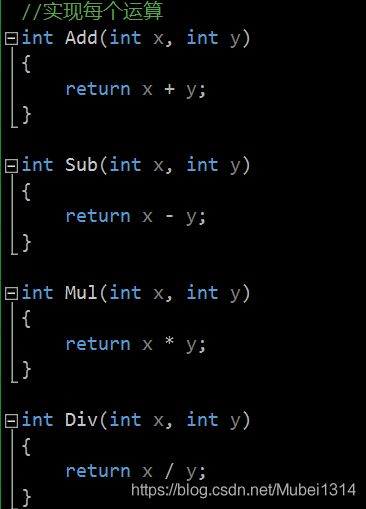 //实现每个运算
int Add(int x, int y)
{
    return x + y;
}
int Sub(int x, int y)
{
    return x - y;
}
int Mul(int x, int y)
{
    return x * y;
}
int Div(int x, int y)
{
    return x / y;
}
https://blog.csdn.net/Mubei1314